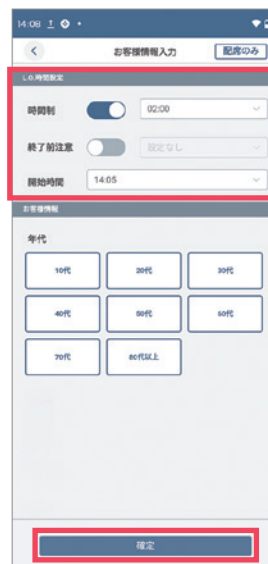 14:08
お客様情報入力 配席のみ
L.O.時間設定
時間制 02:00
終了前注意 設定なし
開始時間 14:05
お客様情報
年代
10代 20代 30代
40代 50代 60代
70代 80代以上
確定